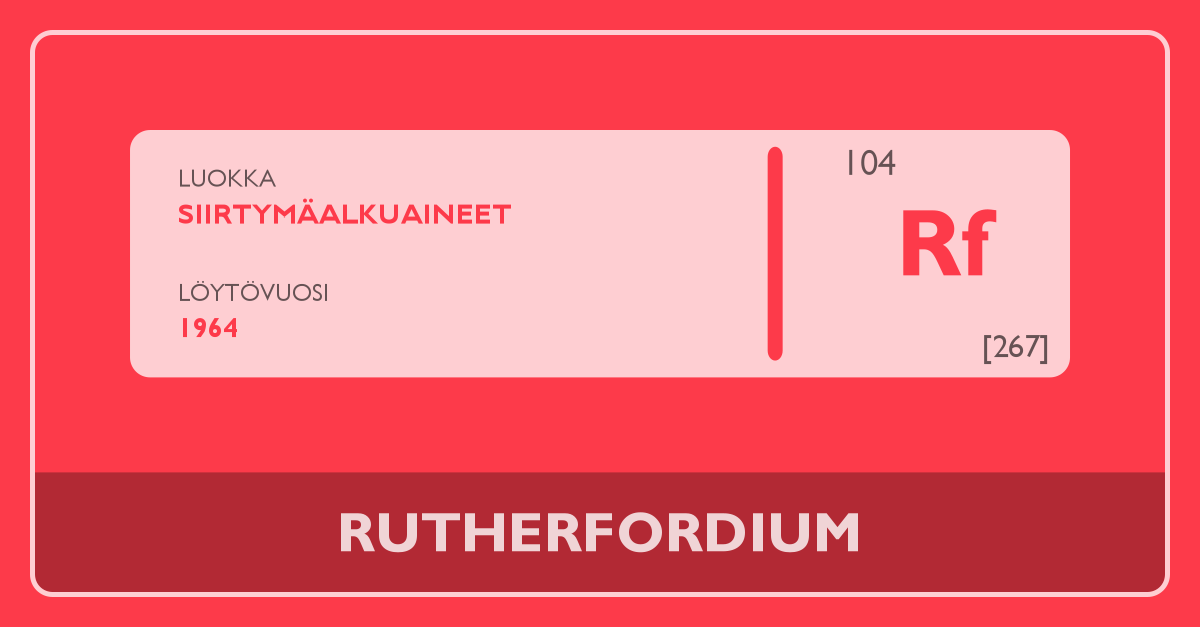 LUOKKA
SIIRTYMÄALKUAINEET
LÖYTÖVUOSI
1964
104
Rf
[267]
RUTHERFORDIUM